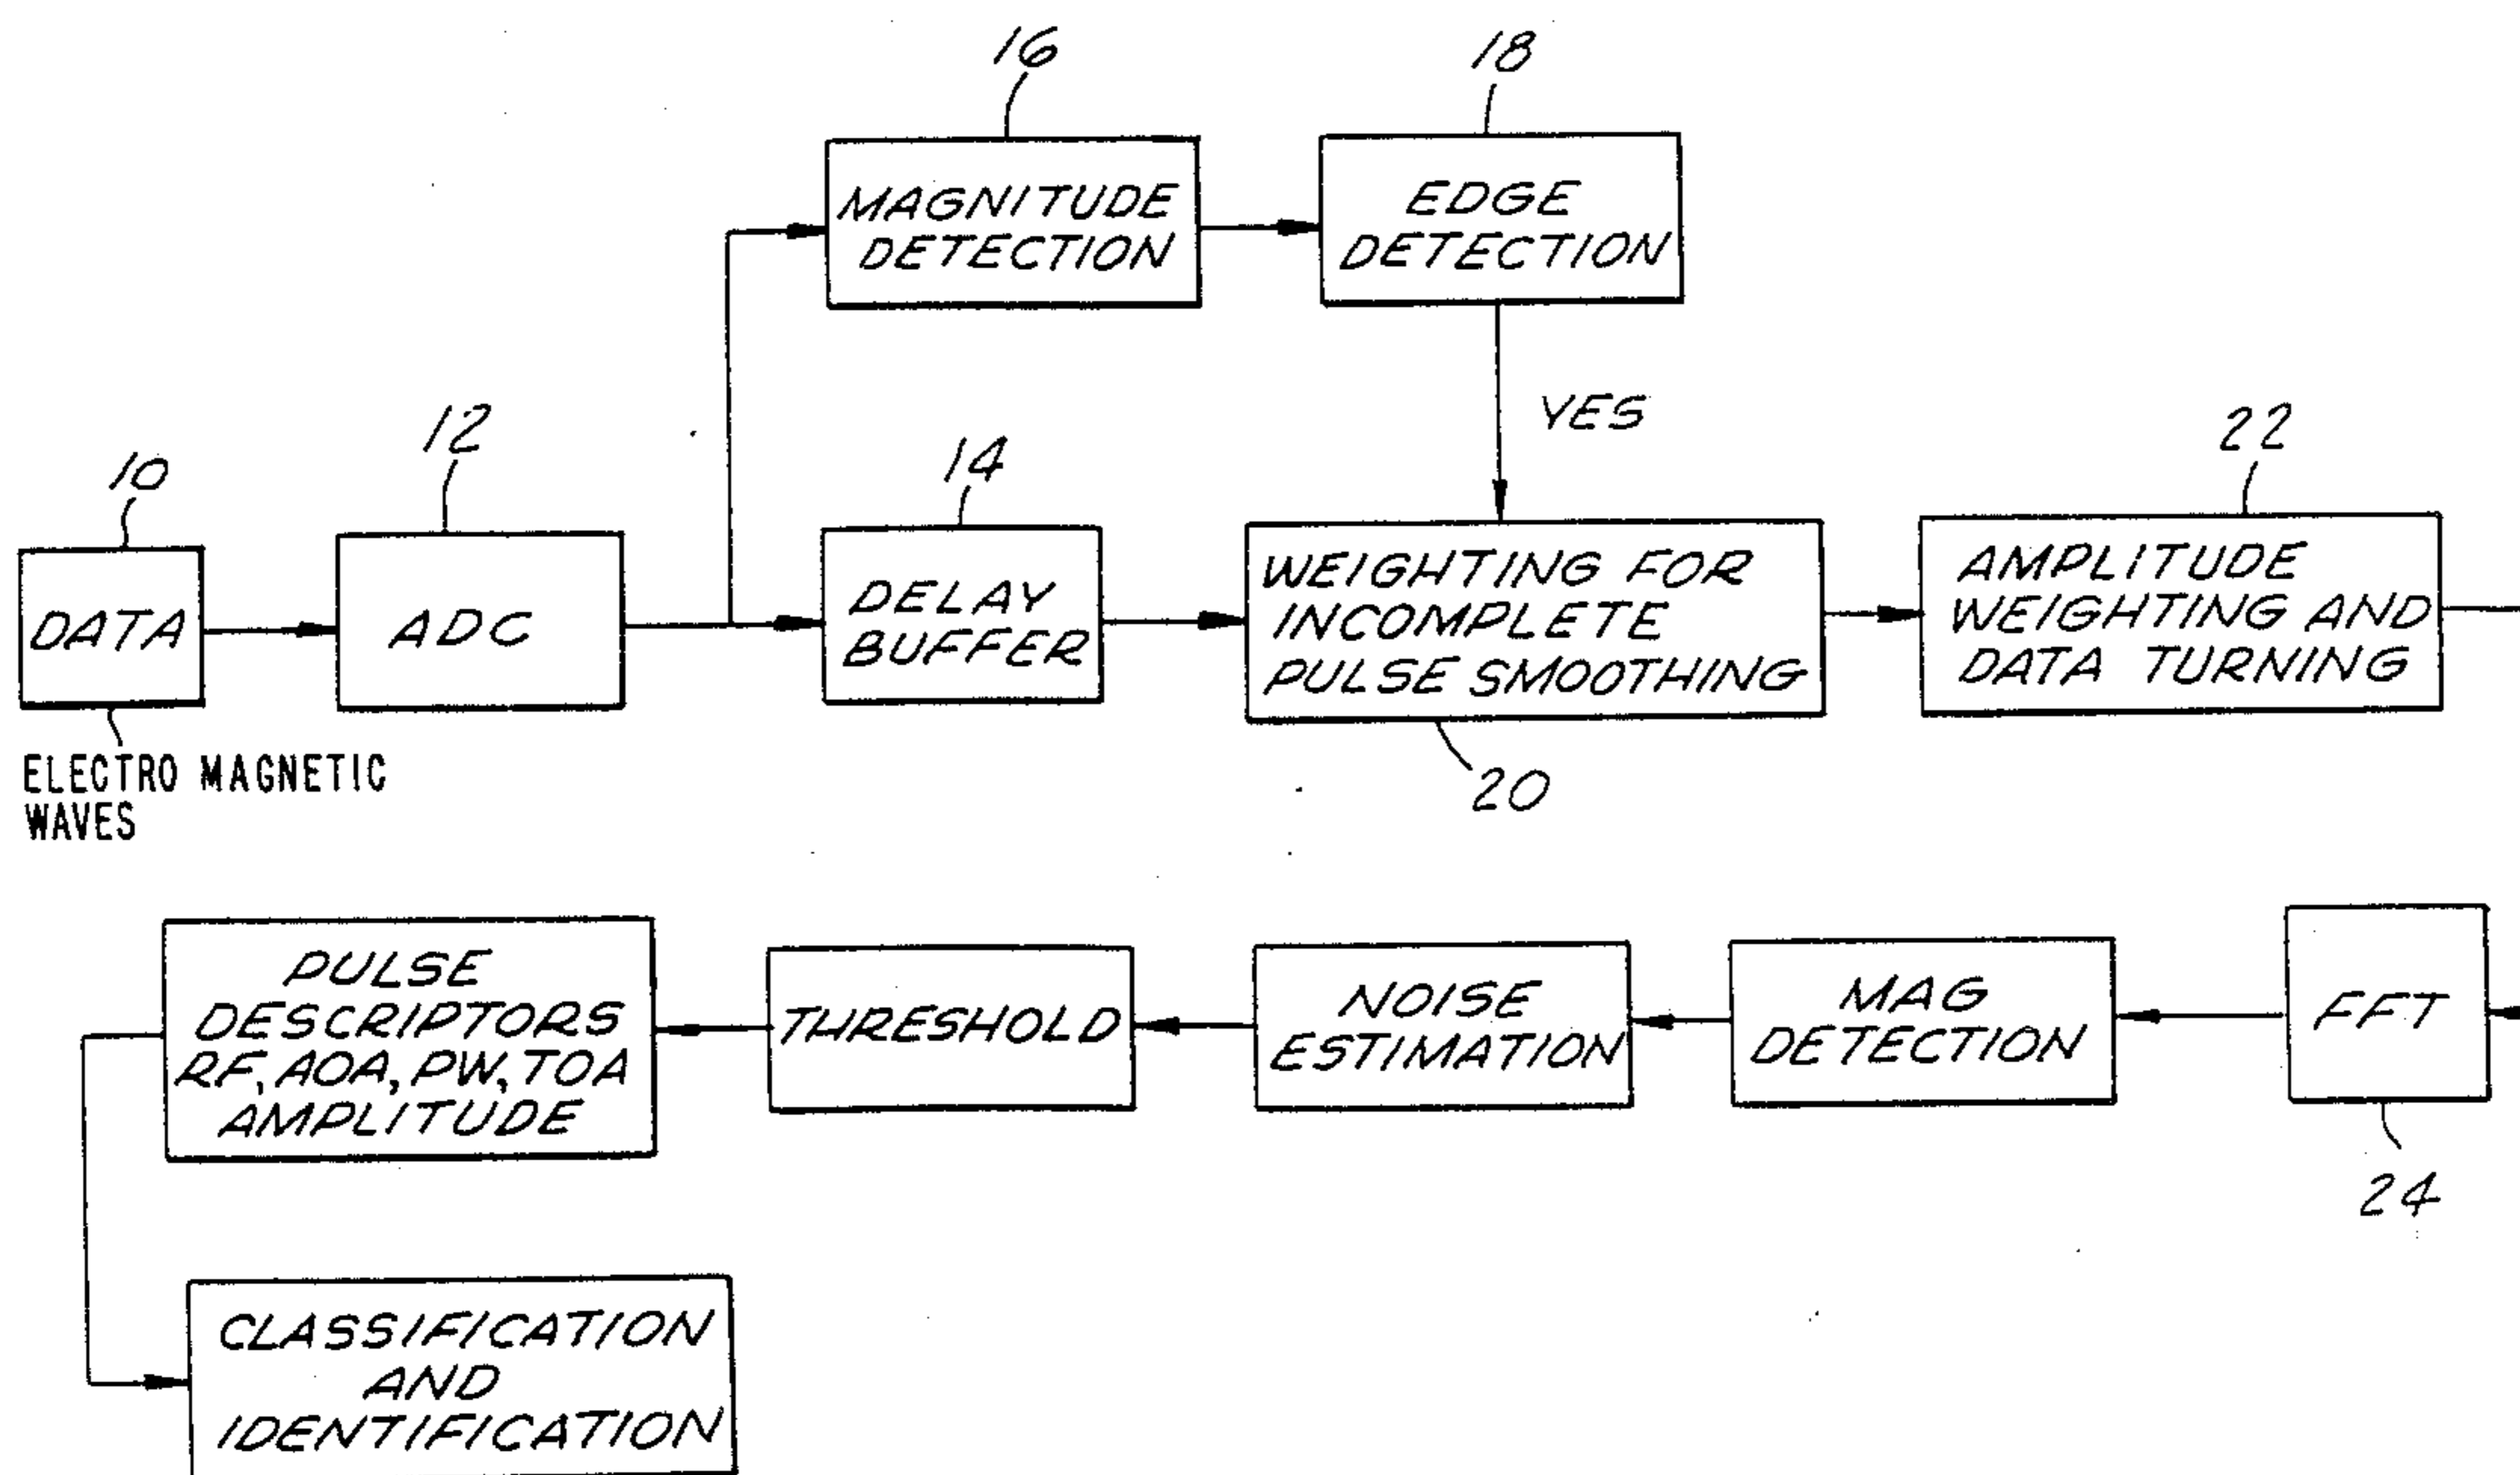 16
18
MAGNITUDE
DETECTION
EDGE
DETECTION
YES
10
12
14
22
DATA
ADC
DELAY
BUFFER
WEIGHTING FOR
INCOMPLETE
PULSE SMOOTHING
AMPLITUDE
WEIGHTING AND
DATA TURNING
ELECTRO MAGNETIC
WAVES
20
PULSE
DESCRIPTORS
RF, AOA, PW, TOA
AMPLITUDE
THRESHOLD
NOISE
ESTIMATION
MAG
DETECTION
FFT
24
CLASSIFICATION
AND
IDENTIFICATION